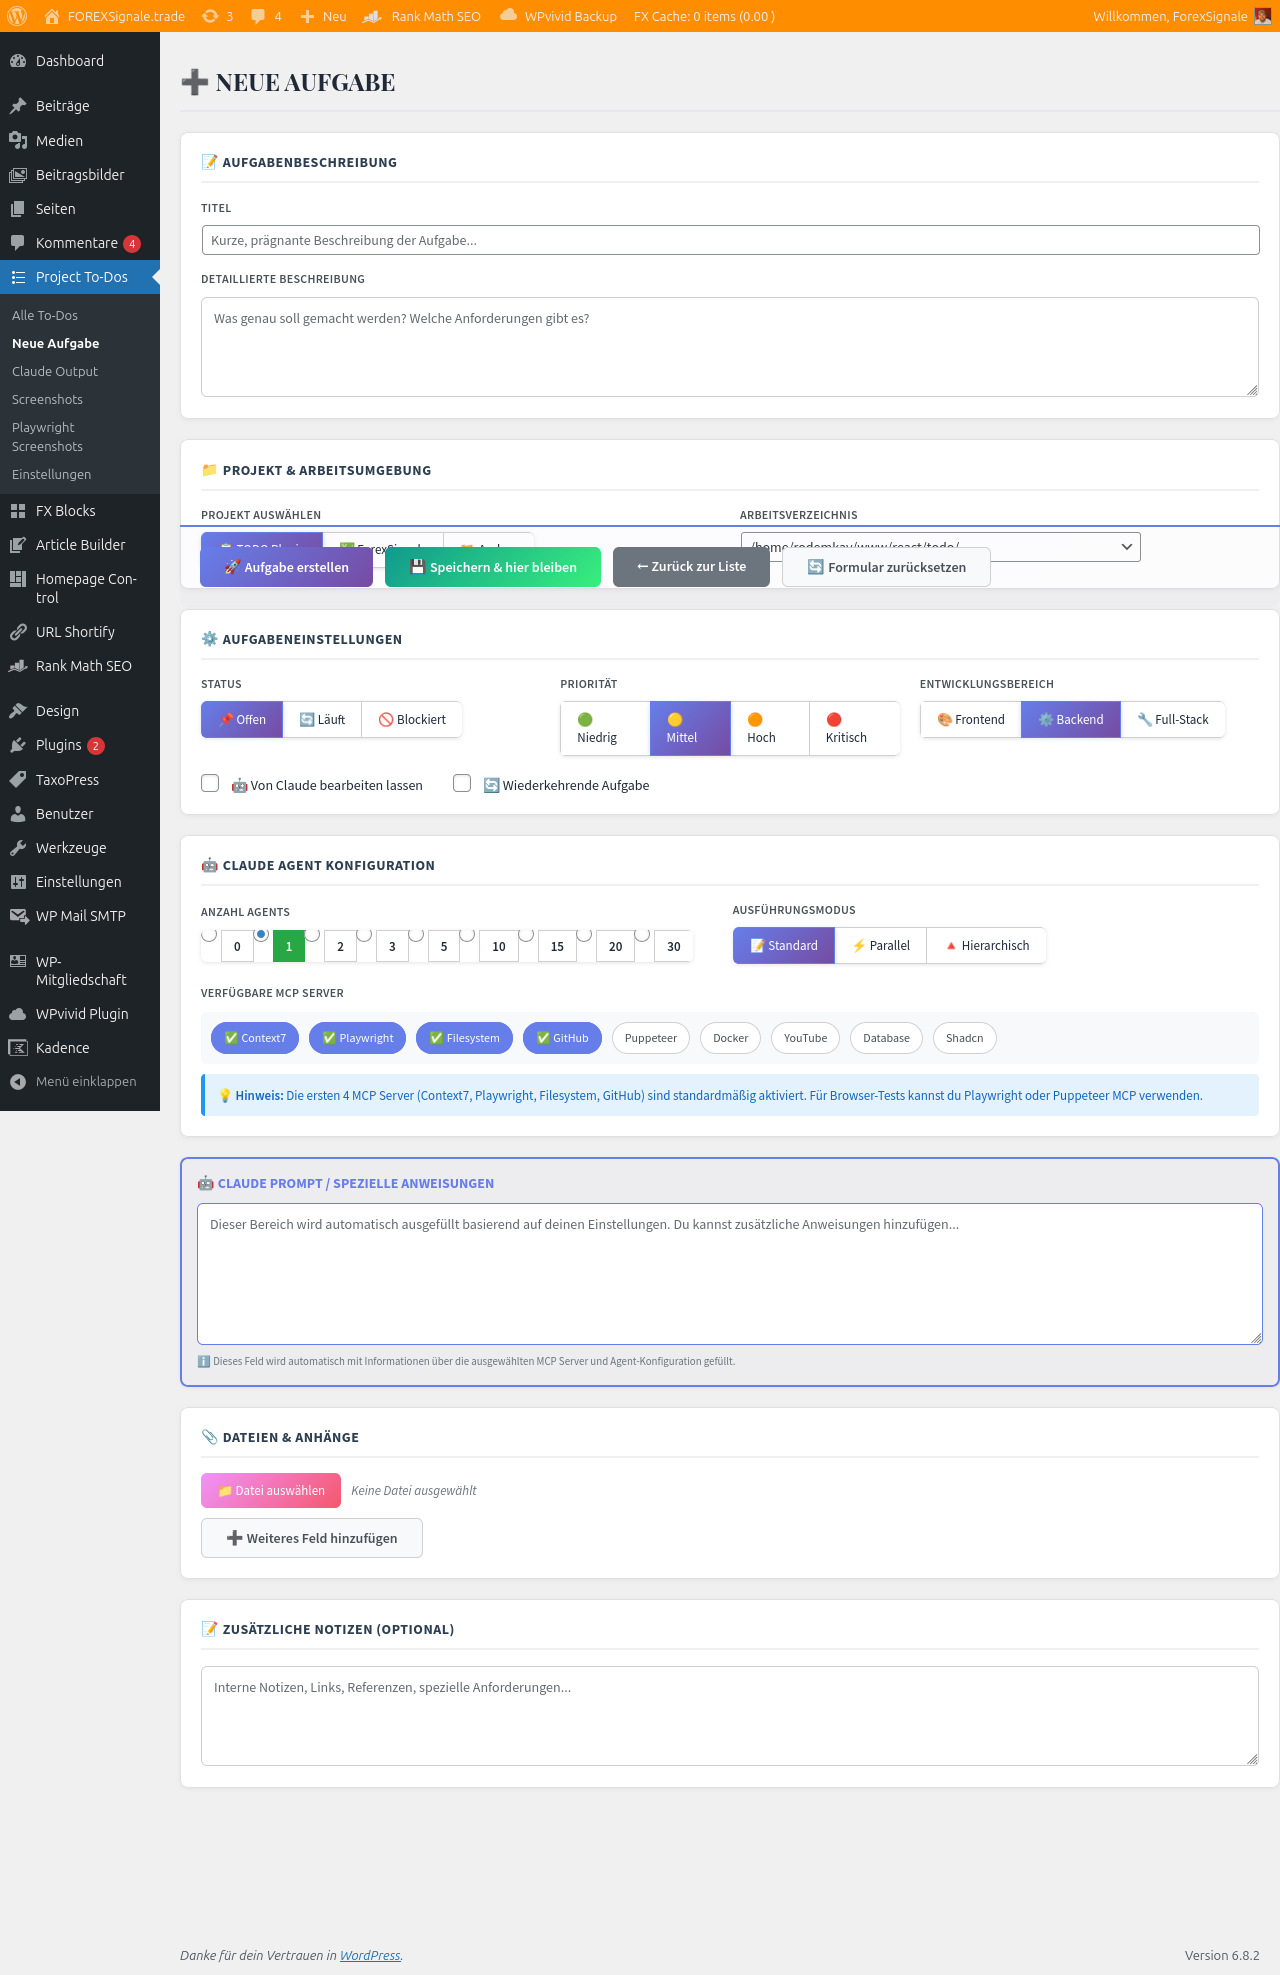 FOREXSignale.trade 3 4 Neu Rank Math SEO WPvivid Backup FX Cache: 0 items (0.00 ) Willkommen, ForexSignale
Dashboard
Beiträge
Medien
Beitragsbilder
Seiten
Kommentare 4
Project To-Dos
Alle To-Dos
Neue Aufgabe
Claude Output
Screenshots
Playwright
Screenshots
Einstellungen
FX Blocks
Article Builder
Homepage Con-
trol
URL Shortify
Rank Math SEO
Design
Plugins 2
TaxoPress
Benutzer
Werkzeuge
Einstellungen
WP Mail SMTP
WP-
Mitgliedschaft
WPvivid Plugin
Kadence
Menü einklappen
➕ NEUE AUFGABE
📝 AUFGABENBESCHREIBUNG
TITEL
Kurze, prägnante Beschreibung der Aufgabe...
DETAILLIERTE BESCHREIBUNG
Was genau soll gemacht werden? Welche Anforderungen gibt es?
📁 PROJEKT & ARBEITSUMGEBUNG
PROJEKT AUSWÄHLEN
ARBEITSVERZEICHNIS
/home/rodemkay/www/react/todo/
🚀 Aufgabe erstellen
💾 Speichern & hier bleiben
← Zurück zur Liste
🔄 Formular zurücksetzen
⚙️ AUFGABENEINSTELLUNGEN
STATUS
📌 Offen
🔄 Läuft
🚫 Blockiert
PRIORITÄT
🟢 Niedrig
🟡 Mittel
🟠 Hoch
🔴 Kritisch
ENTWICKLUNGSBEREICH
🎨 Frontend
⚙️ Backend
🔧 Full-Stack
🤖 Von Claude bearbeiten lassen
🔄 Wiederkehrende Aufgabe
🤖 CLAUDE AGENT KONFIGURATION
ANZAHL AGENTS
0 1 2 3 5 10 15 20 30
AUSFÜHRUNGSMODUS
📝 Standard
⚡ Parallel
🔺 Hierarchisch
VERFÜGBARE MCP SERVER
✅ Context7
✅ Playwright
✅ Filesystem
✅ GitHub
Puppeteer
Docker
YouTube
Database
Shadcn
💡 Hinweis: Die ersten 4 MCP Server (Context7, Playwright, Filesystem, GitHub) sind standardmäßig aktiviert. Für Browser-Tests kannst du Playwright oder Puppeteer MCP verwenden.
🤖 CLAUDE PROMPT / SPEZIELLE ANWEISUNGEN
Dieser Bereich wird automatisch ausgefüllt basierend auf deinen Einstellungen. Du kannst zusätzliche Anweisungen hinzufügen...
ℹ️ Dieses Feld wird automatisch mit Informationen über die ausgewählten MCP Server und Agent-Konfiguration gefüllt.
📎 DATEIEN & ANHÄNGE
📁 Datei auswählen
Keine Datei ausgewählt
➕ Weiteres Feld hinzufügen
📝 ZUSÄTZLICHE NOTIZEN (OPTIONAL)
Interne Notizen, Links, Referenzen, spezielle Anforderungen...
Danke für dein Vertrauen in WordPress.
Version 6.8.2